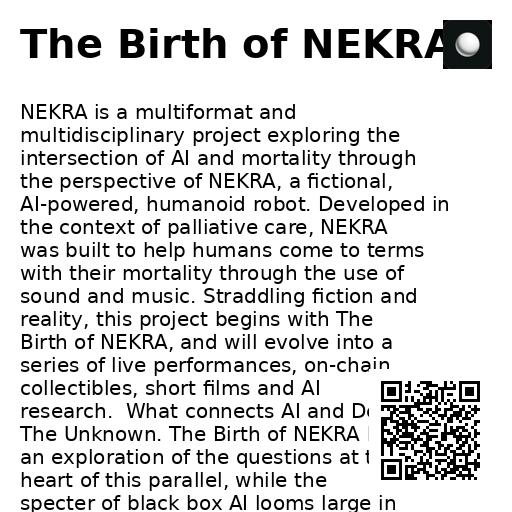 The Birth of NEKRA
NEKRA is a multiformat and
multidisciplinary project exploring the
intersection of AI and mortality through
the perspective of NEKRA, a fictional,
AI-powered, humanoid robot. Developed in
the context of palliative care, NEKRA
was built to help humans come to terms
with their mortality through the use of
sound and music. Straddling fiction and
reality, this project begins with The
Birth of NEKRA, and will evolve into a
series of live performances, on-chain
collectibles, short films and AI
research.  What connects AI and
The Unknown. The Birth of NEKRA
an exploration of the questions at
heart of this parallel, while the
specter of black box AI looms large in